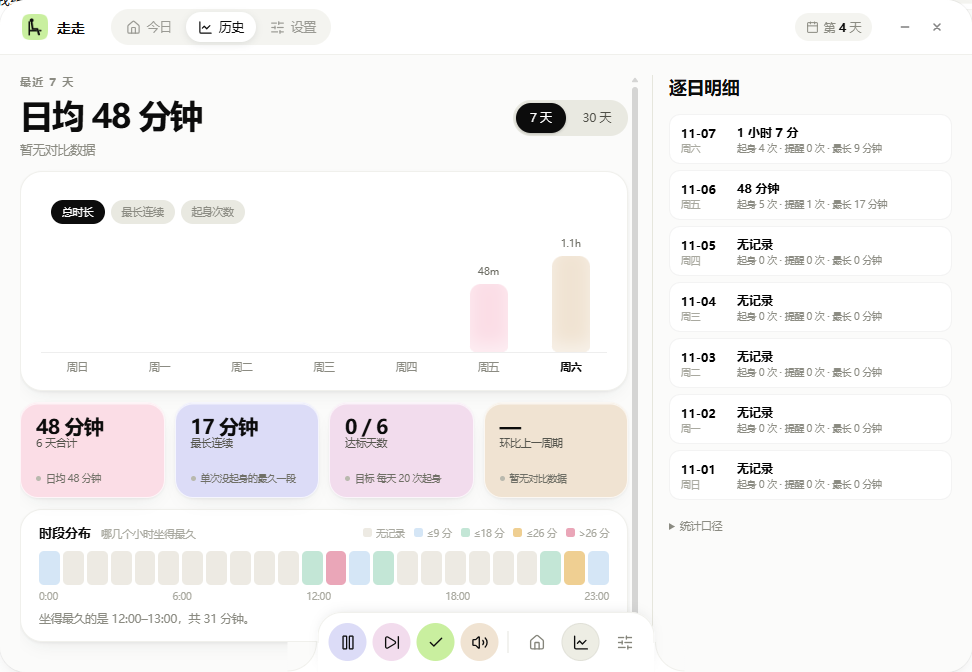 走走
今日
历史
设置
第 4 天
最近 7 天
日均 48 分钟
暂无对比数据
7 天
30 天
总时长
最长连续
起身次数
48m
1.1h
周日
周一
周二
周三
周四
周五
周六
48 分钟
6 天合计
日均 48 分钟
17 分钟
最长连续
单次没起身的最久一段
0 / 6
达标天数
目标 每天 20 次起身
—
环比上一周期
暂无对比数据
时段分布 哪几个小时坐得最久
无记录 ≤9 分 ≤18 分 ≤26 分 >26 分
0:00 6:00 12:00 18:00 23:00
坐得最久的是 12:00–13:00，共 31 分钟。
逐日明细
11-07 1 小时 7 分
周六 起身 4 次 · 提醒 0 次 · 最长 9 分钟
11-06 48 分钟
周五 起身 5 次 · 提醒 1 次 · 最长 17 分钟
11-05 无记录
周四 起身 0 次 · 提醒 0 次 · 最长 0 分钟
11-04 无记录
周三 起身 0 次 · 提醒 0 次 · 最长 0 分钟
11-03 无记录
周二 起身 0 次 · 提醒 0 次 · 最长 0 分钟
11-02 无记录
周一 起身 0 次 · 提醒 0 次 · 最长 0 分钟
11-01 无记录
周日 起身 0 次 · 提醒 0 次 · 最长 0 分钟
统计口径